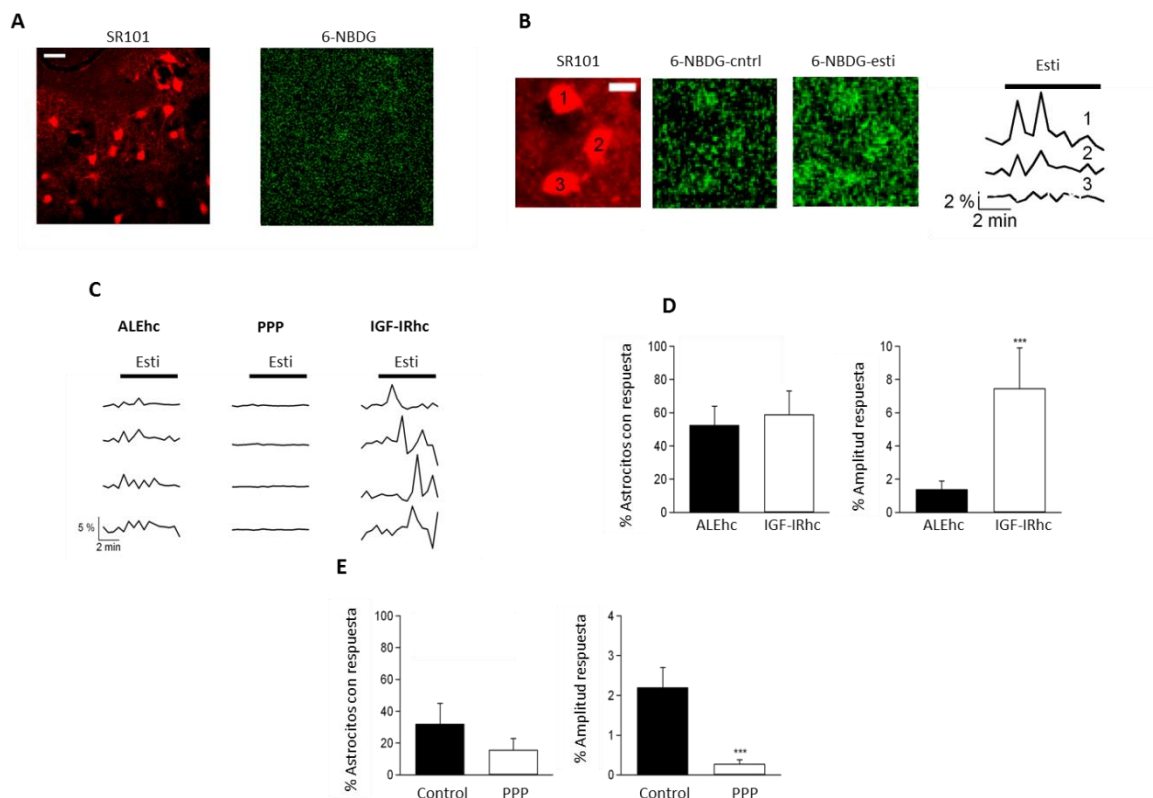 A
SR101
6-NBDG
B
SR101
6-NBDG-cntrl
6-NBDG-esti
Esti
1
2
3
1
2
3
2 %
2 min
C
ALEhc
PPP
IGF-IRhc
Esti
Esti
Esti
5 %
2 min
D
% Astrocitos con respuesta
100
80
60
40
20
0
ALEhc
IGF-IRhc
% Amplitud respuesta
10
8
6
4
2
0
***
ALEhc
IGF-IRhc
E
% Astrocitos con respuesta
100
80
60
40
20
0
Control
PPP
% Amplitud respuesta
4
3
2
1
0
***
Control
PPP